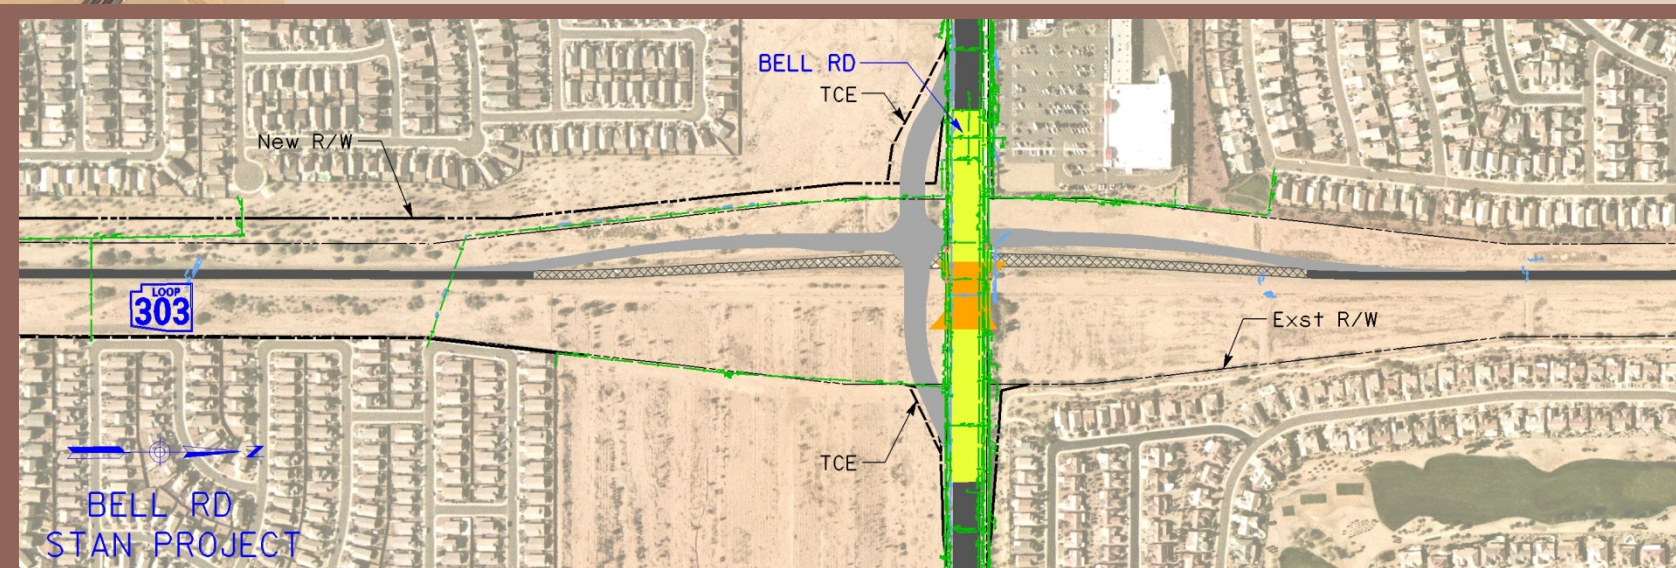 BELL RD
TCE
New R/W
LOOP
303
Exst R/W
TCE
N
BELL RD
STAN PROJECT